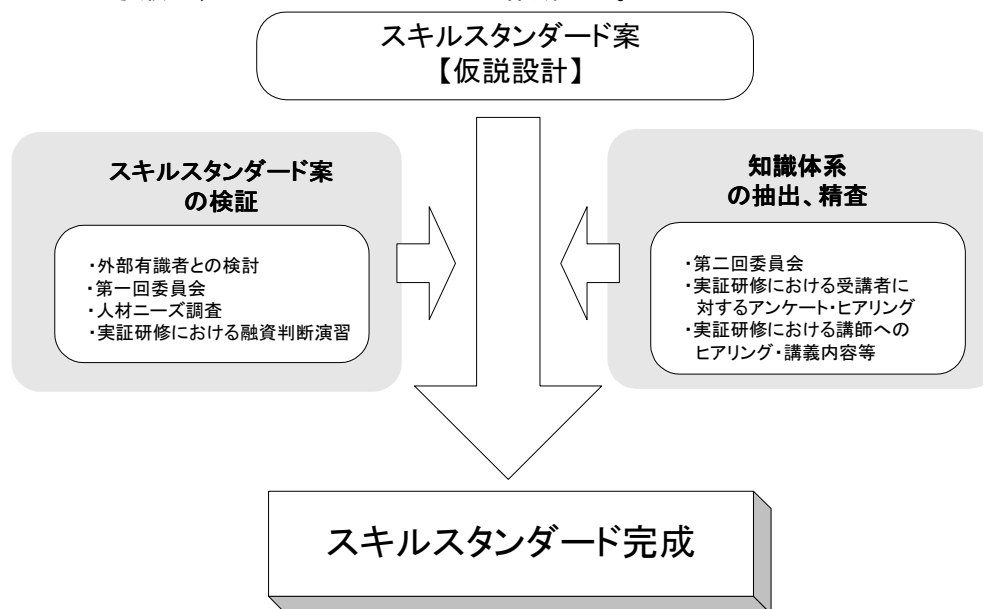 スキルスタンダード案
【仮説設計】
スキルスタンダード案
の検証
・外部有識者との検討
・第一回委員会
・人材ニーズ調査
・実証研修における融資判断演習
知識体系
の抽出、精査
・第二回委員会
・実証研修における受講者に
対するアンケート・ヒアリング
・実証研修における講師への
ヒアリング・講義内容等
スキルスタンダード完成